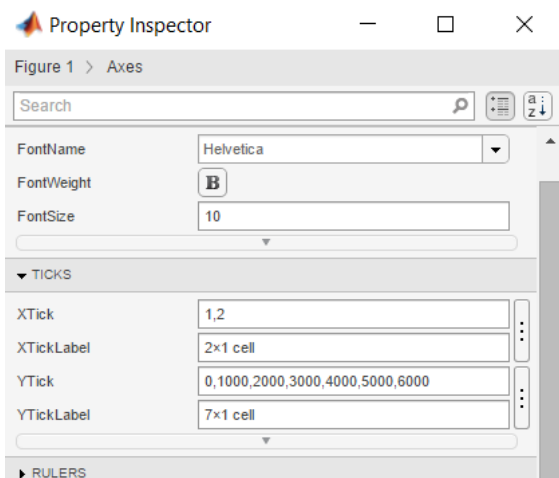 Property Inspector
Figure 1 > Axes
Search
FontName Helvetica
FontWeight B
FontSize 10
TICKS
XTick 1,2
XTickLabel 2×1 cell
YTick 0,1000,2000,3000,4000,5000,6000
YTickLabel 7×1 cell
RULERS